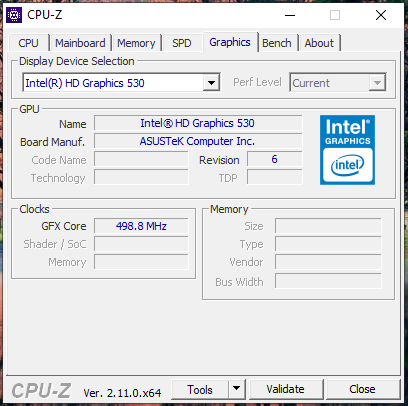 CPU-Z
CPU Mainboard Memory SPD Graphics Bench About
Display Device Selection
Intel(R) HD Graphics 530 Perf Level Current
GPU
Name Intel® HD Graphics 530
Board Manuf. ASUSTeK Computer Inc.
Code Name Revision 6
Technology TDP
Intel®
GRAPHICS
intel
Clocks
GFX Core 498.8 MHz
Shader / SoC
Memory
Memory
Size
Type
Vendor
Bus Width
CPU-Z Ver. 2.11.0.x64 Tools Validate Close